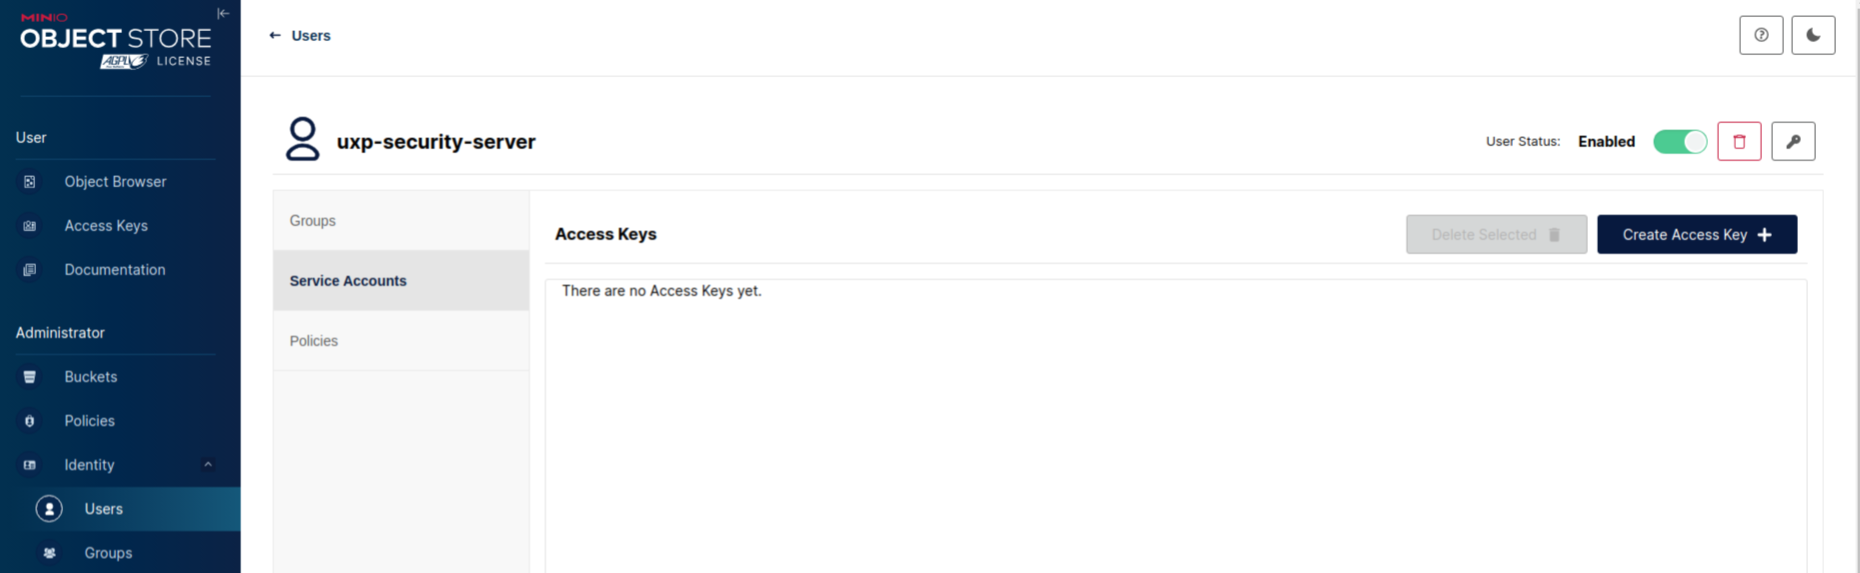 MINIO
OBJECT STORE
AGPLv3 LICENSE
User
Object Browser
Access Keys
Documentation
Administrator
Buckets
Policies
Identity
Users
Groups
Users
uxp-security-server
User Status: Enabled
Groups
Service Accounts
Policies
Access Keys
Delete Selected
Create Access Key
There are no Access Keys yet.